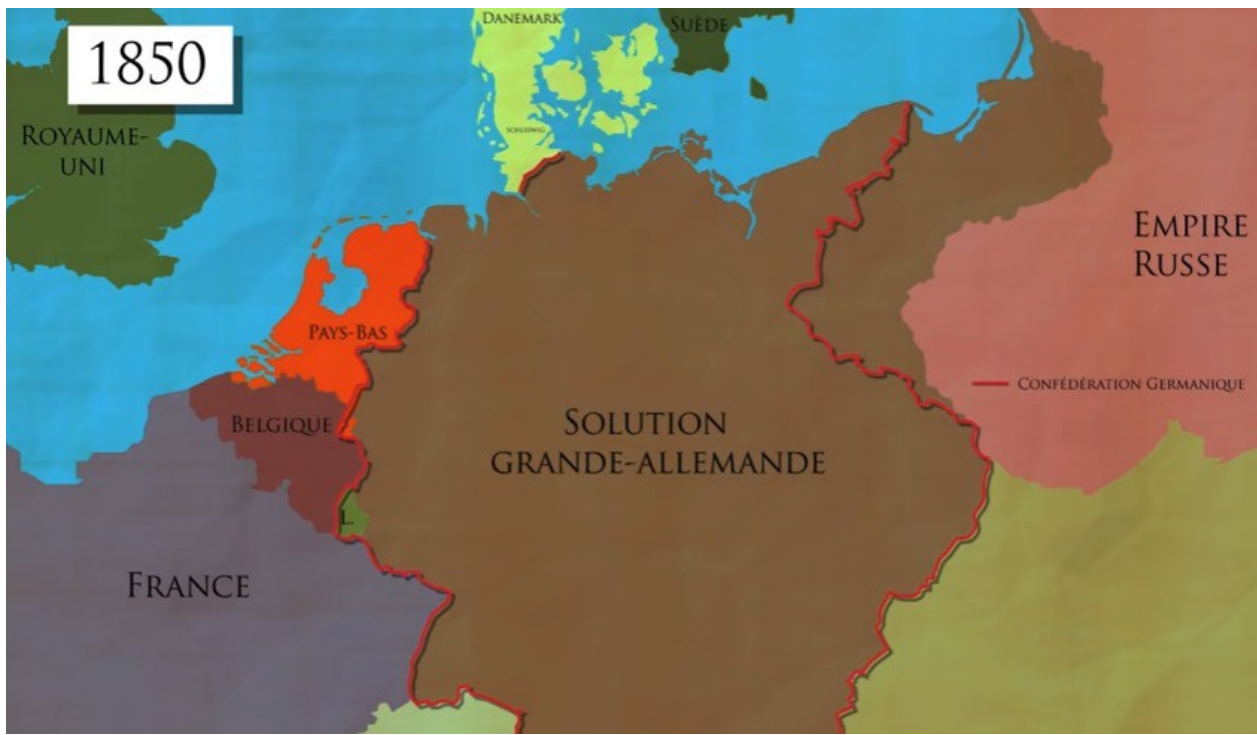 1850
DANEMARK
SUÈDE
ROYAUME-
UNI
SCHLESWIG
EMPIRE
RUSSE
PAYS-BAS
CONFÉDÉRATION GERMANIQUE
BELGIQUE
SOLUTION
GRANDE-ALLEMANDE
L.
FRANCE